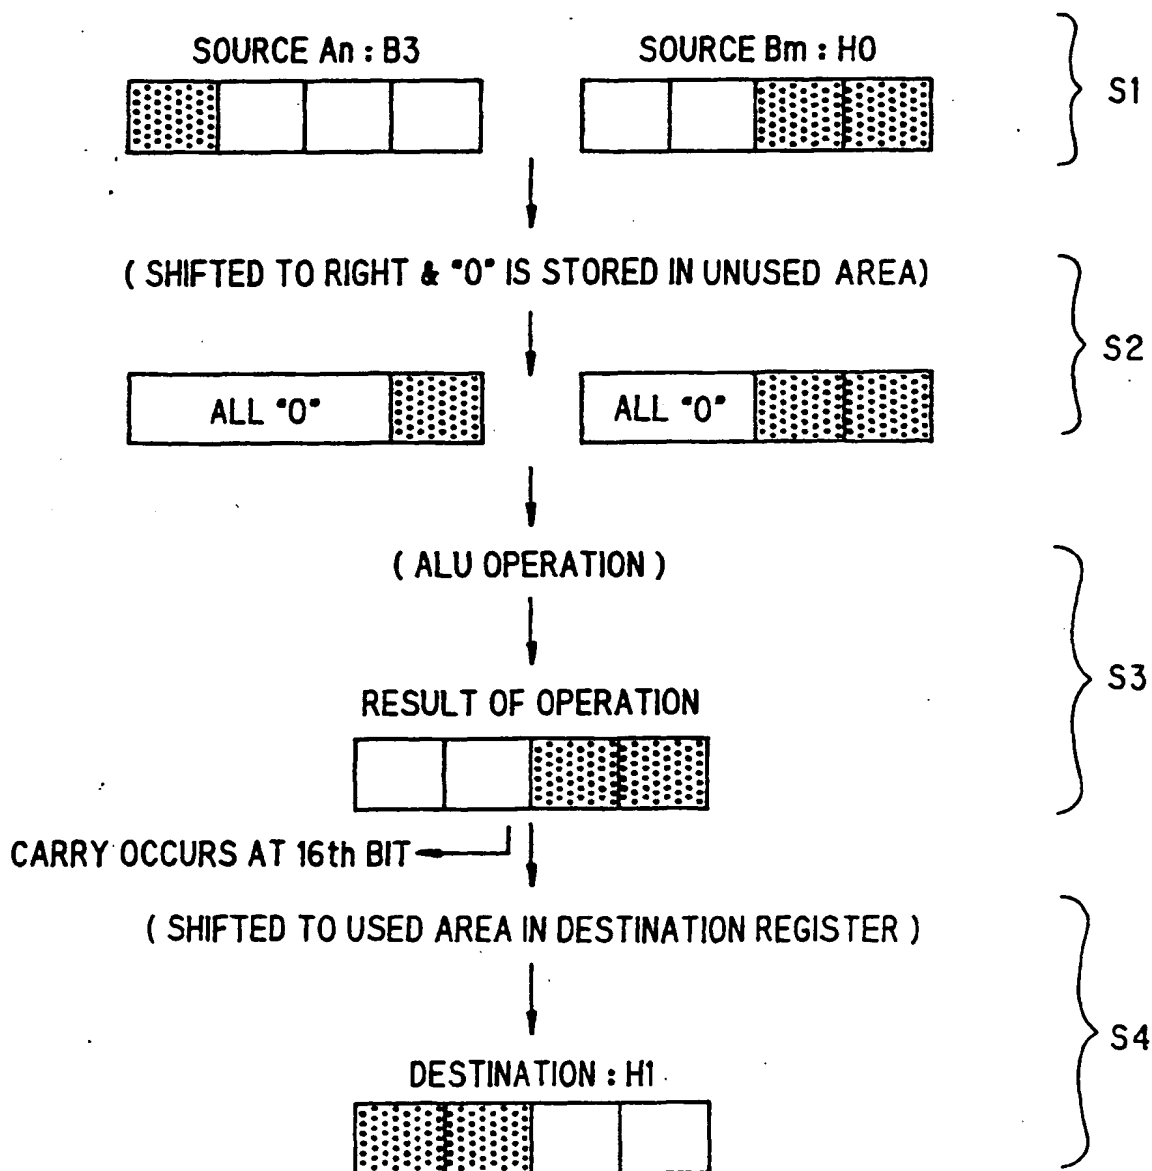 SOURCE An : B3
SOURCE Bm : H0
S1
( SHIFTED TO RIGHT & "0" IS STORED IN UNUSED AREA)
S2
ALL "0"
ALL "0"
( ALU OPERATION )
S3
RESULT OF OPERATION
CARRY OCCURS AT 16th BIT
( SHIFTED TO USED AREA IN DESTINATION REGISTER )
S4
DESTINATION : H1